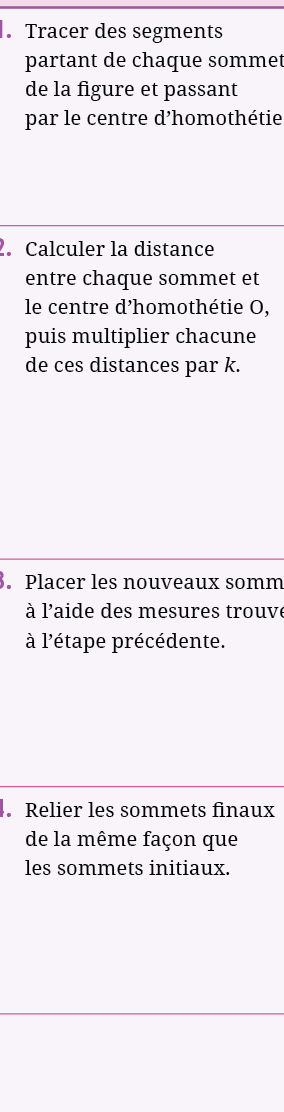 1. Tracer des segments
partant de chaque sommet
de la figure et passant
par le centre d’homothétie
2. Calculer la distance
entre chaque sommet et
le centre d’homothétie O,
puis multiplier chacune
de ces distances par k.
3. Placer les nouveaux
à l’aide des mesures
à l’étape précédente.
4. Relier les sommets finaux
de la même façon que
les sommets initiaux.